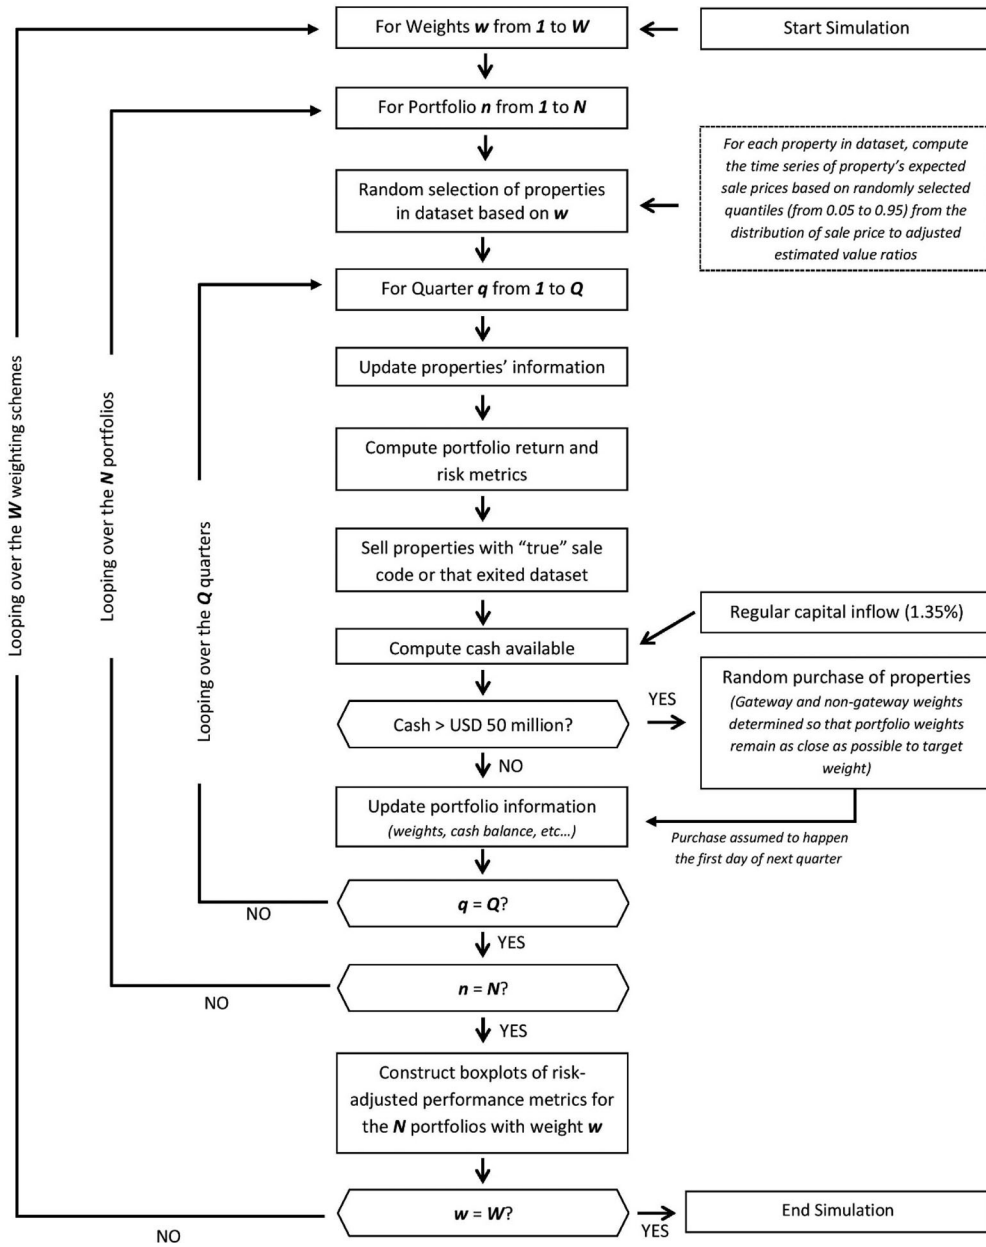 For Weights w from 1 to W
Start Simulation
For Portfolio n from 1 to N
For each property in dataset, compute
the time series of property's expected
sale prices based on randomly selected
quantiles (from 0.05 to 0.95) from the
distribution of sale price to adjusted
estimated value ratios
Random selection of properties
in dataset based on w
For Quarter q from 1 to Q
Update properties' information
Compute portfolio return and
risk metrics
Sell properties with “true” sale
code or that exited dataset
Regular capital inflow (1.35%)
Compute cash available
Cash > USD 50 million?
YES
Random purchase of properties
(Gateway and non-gateway weights
determined so that portfolio weights
remain as close as possible to target
weight)
NO
Update portfolio information
(weights, cash balance, etc...)
Purchase assumed to happen
the first day of next quarter
q = Q?
NO
YES
n = N?
NO
YES
Construct boxplots of risk-
adjusted performance metrics for
the N portfolios with weight w
w = W?
NO
YES
End Simulation
Looping over the W weighting schemes
Looping over the N portfolios
Looping over the Q quarters